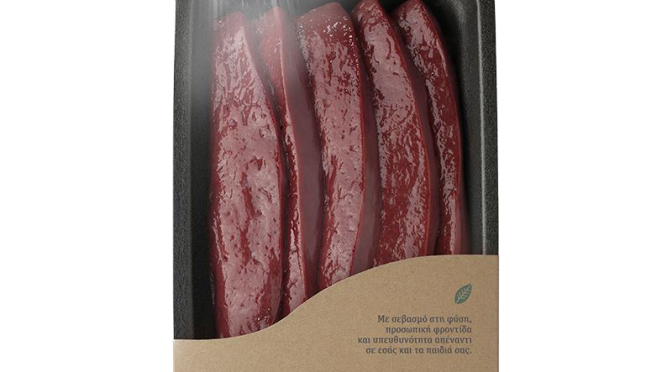 Με σεβασμό στη φύση,
προσωπική φροντίδα
και υπευθυνότητα απέναντι
σε εσάς και τα παιδιά σας.